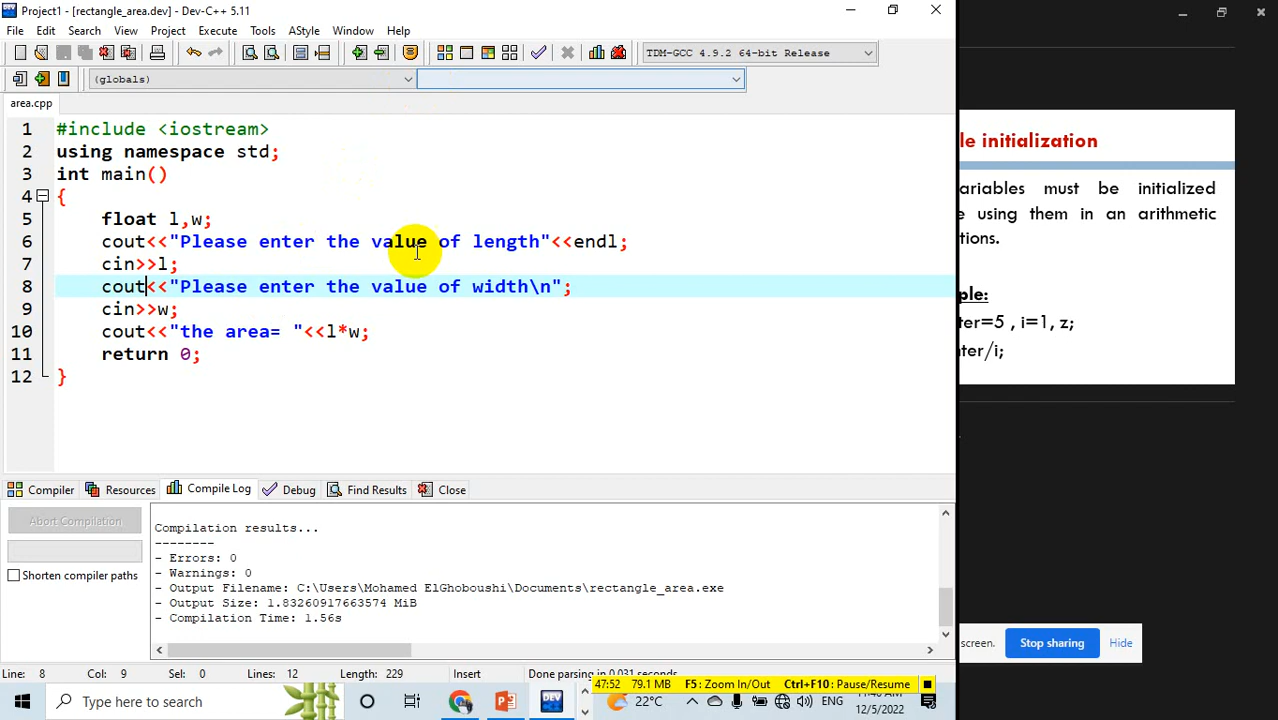 Project1 - [rectangle_area.dev] - Dev-C++ 5.11
File Edit Search View Project Execute Tools AStyle Window Help
TDM-GCC 4.9.2 64-bit Release
(globals)
area.cpp
1 #include <iostream>
2 using namespace std;
3 int main()
4 {
5 float l,w;
6 cout<<"Please enter the value of length"<<endl;
7 cin>>l;
8 cout<<"Please enter the value of width\n";
9 cin>>w;
10 cout<<"the area= "<<l*w;
11 return 0;
12 }
le initialization
ariables must be initialized
e using them in an arithmetic
tions.
ple:
ter=5 , i=1, z;
nter/i;
Compiler Resources Compile Log Debug Find Results Close
Abort Compilation
Shorten compiler paths
Compilation results...
--------
- Errors: 0
- Warnings: 0
- Output Filename: C:\Users\Mohamed ElGhoboushi\Documents\rectangle_area.exe
- Output Size: 1.83260917663574 MiB
- Compilation Time: 1.56s
screen. Stop sharing Hide
Line: 8 Col: 9 Sel: 0 Lines: 12 Length: 229 Insert Done parsing in 0.031 seconds
47:52 79.1 MB F5: Zoom In/Out Ctrl+F10: Pause/Resume
Type here to search
DEV
22°C
ENG
12/5/2022